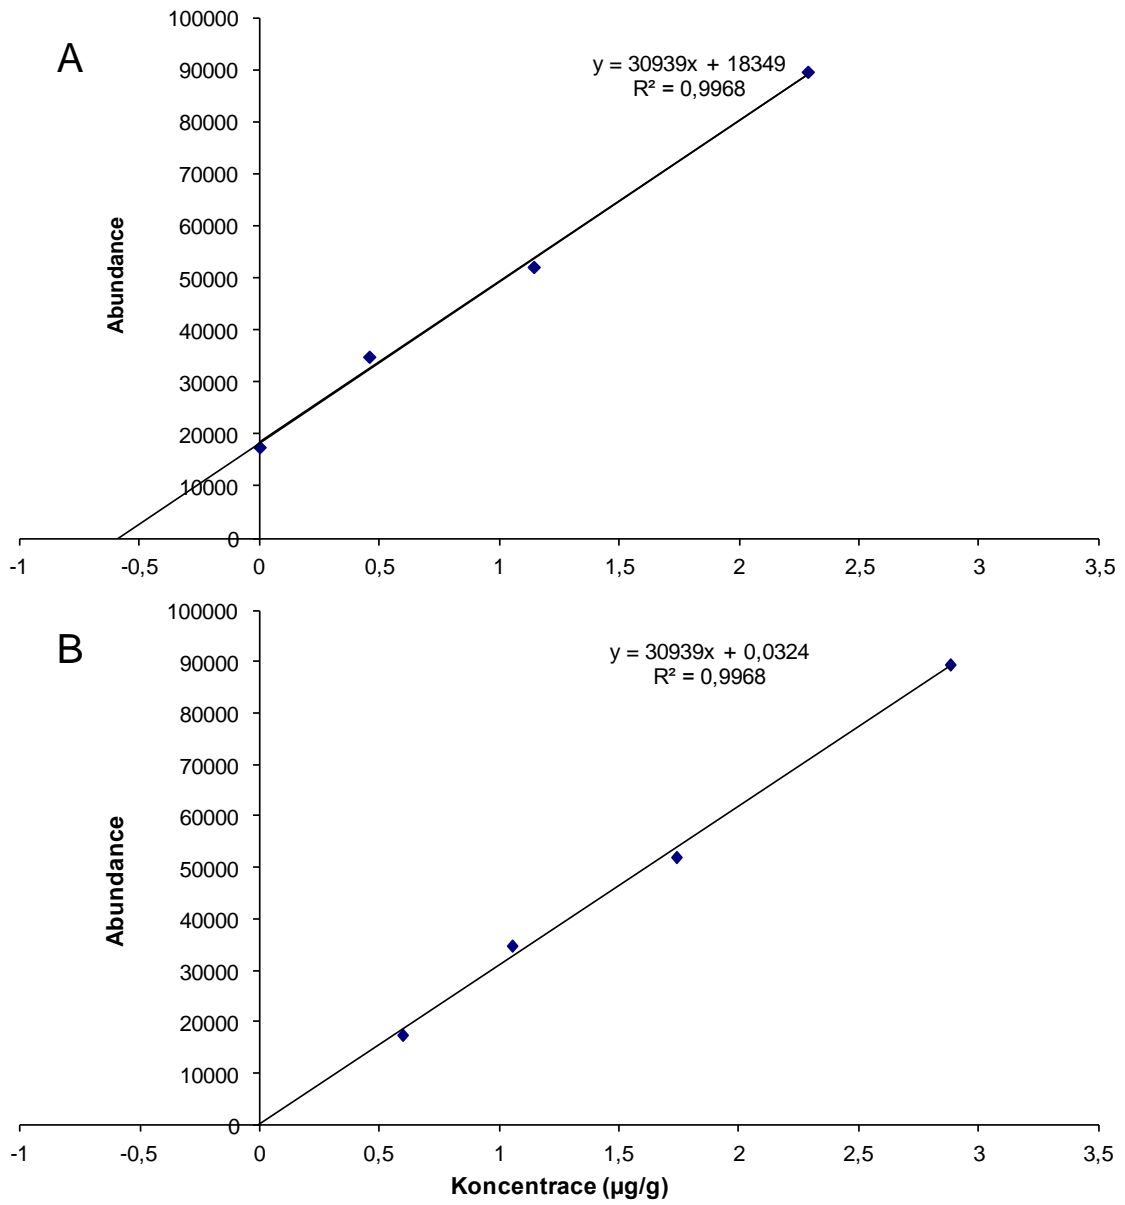 A
100000
90000
80000
70000
60000
50000
40000
30000
20000
10000
0
Abundance
y = 30939x + 18349
R² = 0,9968
-1 -0,5 0 0,5 1 1,5 2 2,5 3 3,5
B
100000
90000
80000
70000
60000
50000
40000
30000
20000
10000
0
Abundance
y = 30939x + 0,0324
R² = 0,9968
-1 -0,5 0 0,5 1 1,5 2 2,5 3 3,5
Koncentrace (µg/g)